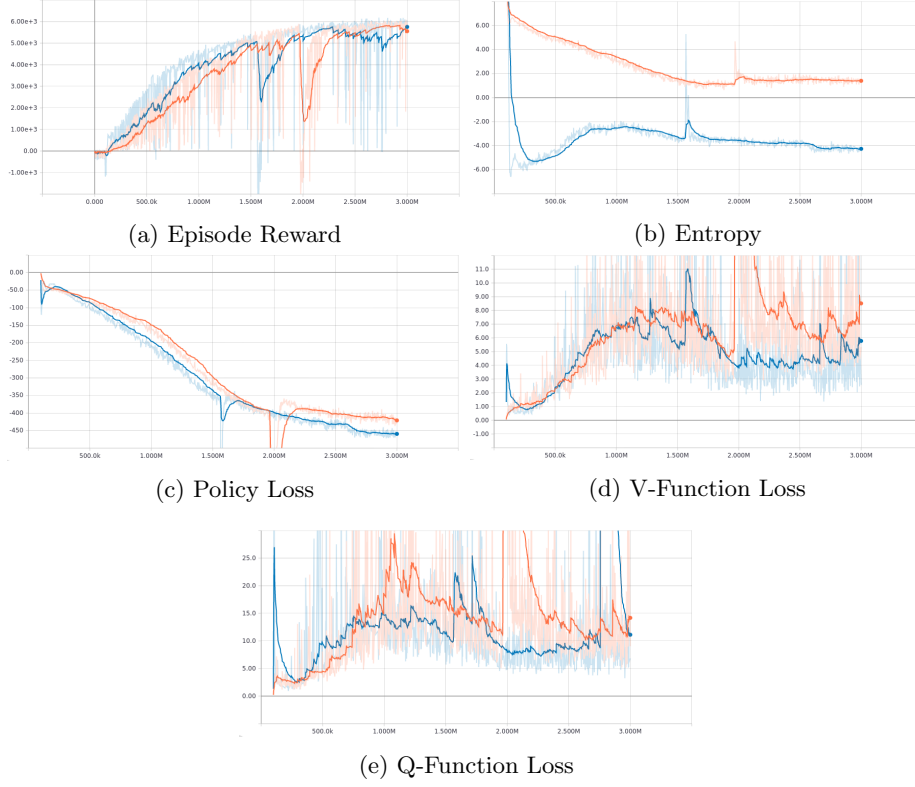 6.00e+3
5.00e+3
4.00e+3
3.00e+3
2.00e+3
1.00e+3
0.00
-1.00e+3
0.000 500.0k 1.000M 1.500M 2.000M 2.500M 3.000M
(a) Episode Reward
6.00
4.00
2.00
0.00
-2.00
-4.00
-6.00
500.0k 1.000M 1.500M 2.000M 2.500M 3.000M
(b) Entropy
0.00
-50.0
-100
-150
-200
-250
-300
-350
-400
-450
500.0k 1.000M 1.500M 2.000M 2.500M 3.000M
(c) Policy Loss
11.0
10.00
9.00
8.00
7.00
6.00
5.00
4.00
3.00
2.00
1.00
0.00
-1.00
500.0k 1.000M 1.500M 2.000M 2.500M 3.000M
(d) V-Function Loss
25.0
20.0
15.0
10.0
5.00
0.00
500.0k 1.000M 1.500M 2.000M 2.500M 3.000M
(e) Q-Function Loss